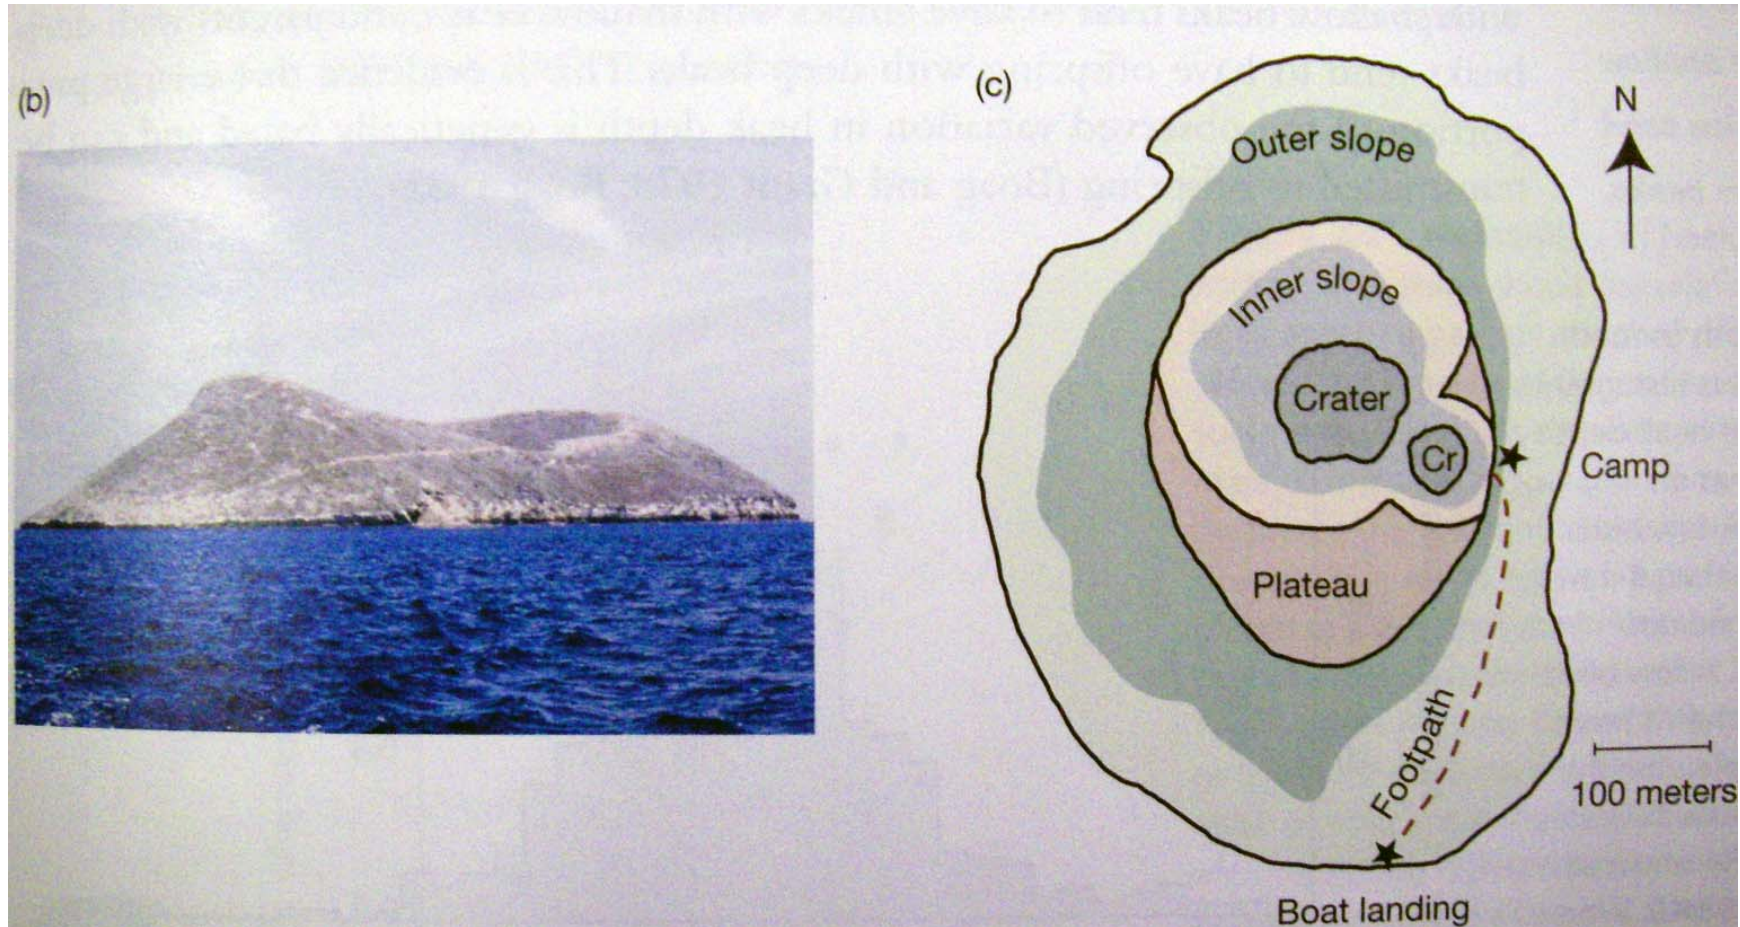 (b)
(c)
N
Outer slope
Inner slope
Crater
Cr
Camp
Plateau
Footpath
100 meters
Boat landing